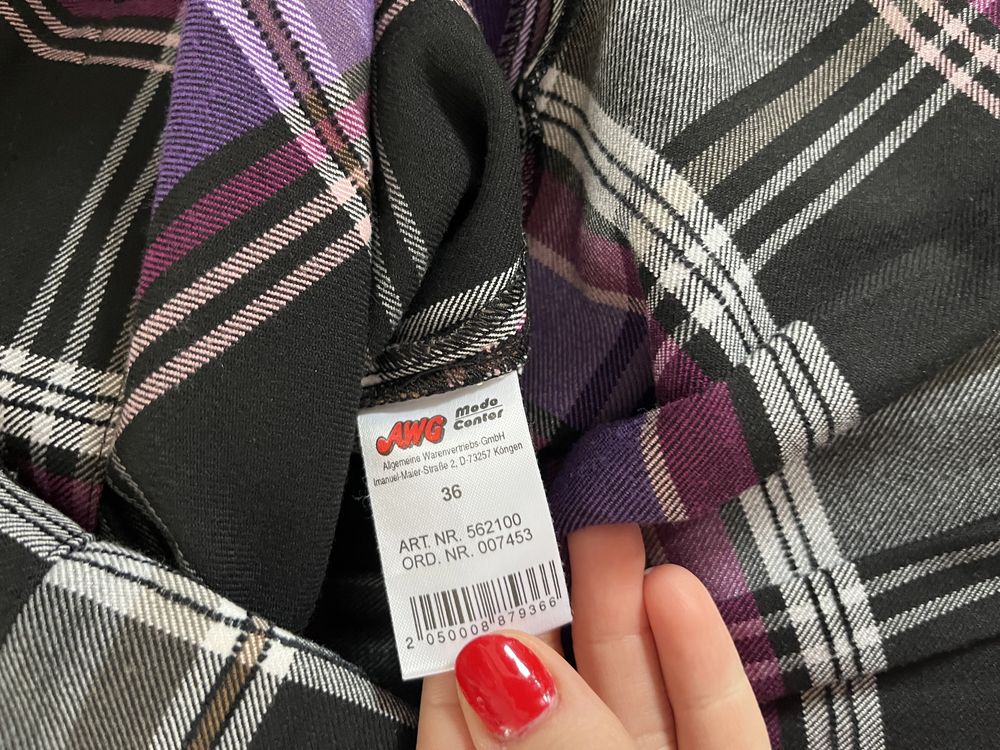 AWG Mode
Center
Allgemeine Warenvertriebs-GmbH
Imanuel-Maier-Straße 2, D-73257 Köngen
36
ART. NR. 562100
ORD. NR. 007453
2 050008 879366